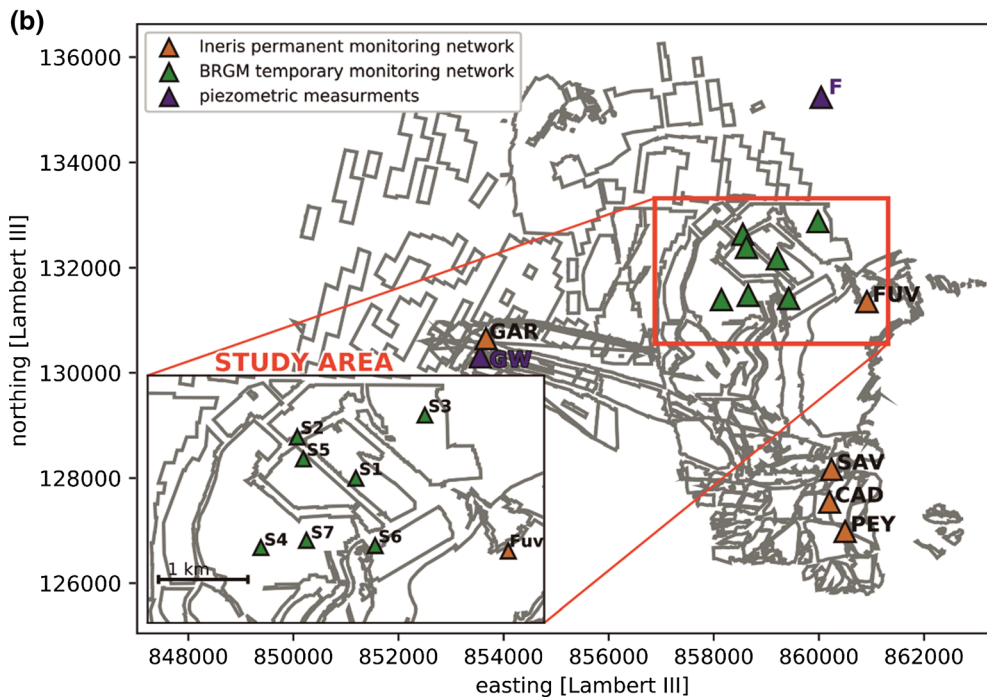 (b)
Ineris permanent monitoring network
BRGM temporary monitoring network
piezometric measurments
F
FUV
GAR
GW
SAV
CAD
PEY
STUDY AREA
S3
S2
S5
S1
S4
S7
S6
Fuv
1 km
136000
134000
132000
130000
128000
126000
northing [Lambert III]
848000 850000 852000 854000 856000 858000 860000 862000
easting [Lambert III]